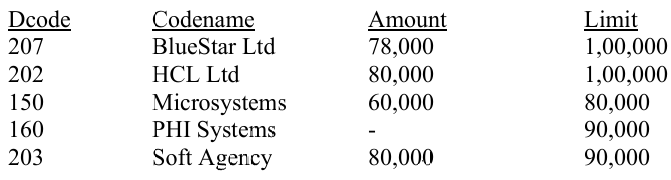 Dcode Codename Amount Limit
207 BlueStar Ltd 78,000 1,00,000
202 HCL Ltd 80,000 1,00,000
150 Microsystems 60,000 80,000
160 PHI Systems - 90,000
203 Soft Agency 80,000 90,000